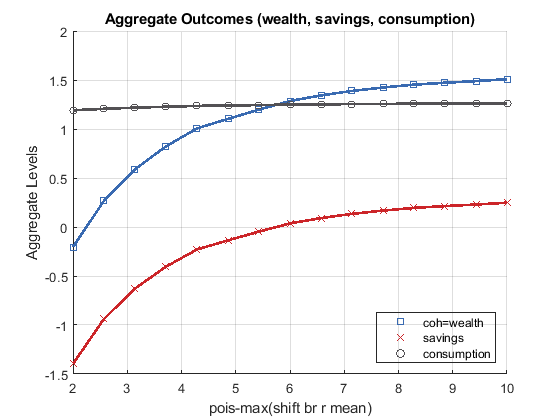 Aggregate Outcomes (wealth, savings, consumption)
2
1.5
1
0.5
0
-0.5
-1
-1.5
Aggregate Levels
coh=wealth
savings
consumption
2 3 4 5 6 7 8 9 10
pois-max(shift br r mean)